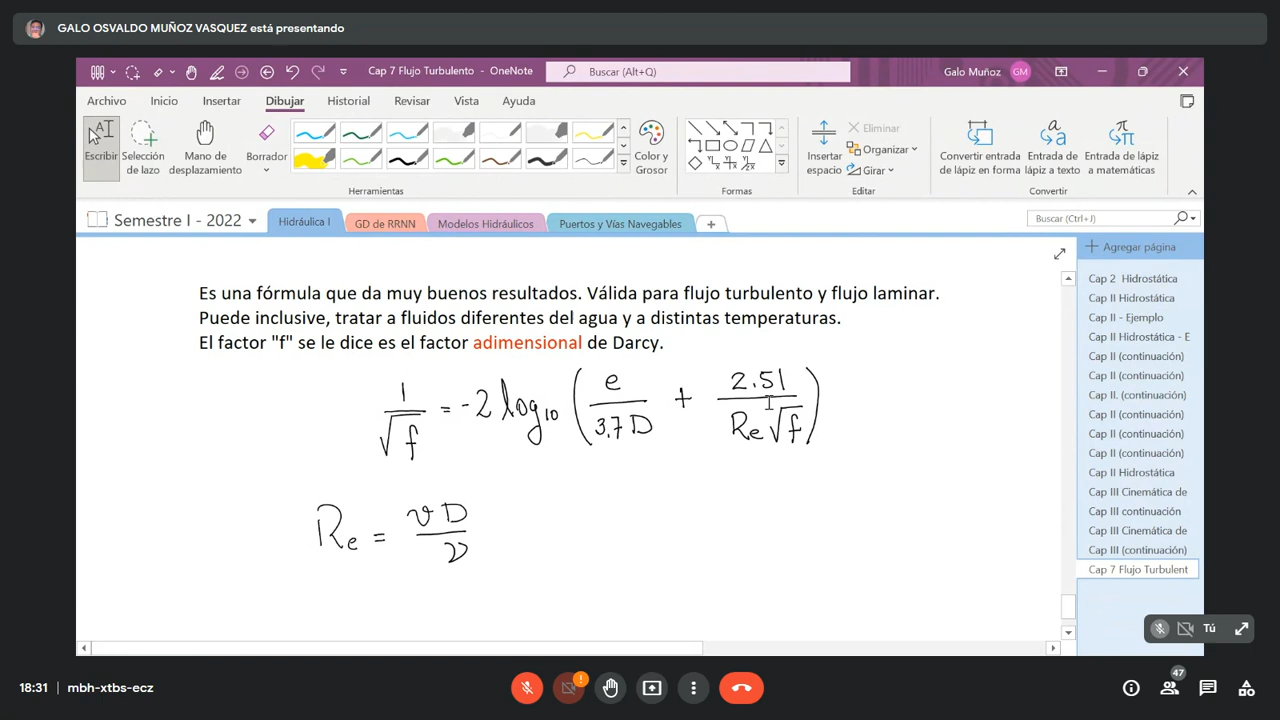 GALO OSVALDO MUÑOZ VASQUEZ está presentando
Cap 7 Flujo Turbulento - OneNote
Buscar (Alt+Q)
Galo Muñoz
GM
Archivo Inicio Insertar Dibujar Historial Revisar Vista Ayuda
Escribir
Selección de lazo
Mano de desplazamiento
Borrador
Color y Grosor
Insertar espacio
Eliminar
Organizar
Girar
Convertir entrada de lápiz en forma
Entrada de lápiz a texto
Entrada de lápiz a matemáticas
Herramientas Formas Editar Convertir
Semestre I - 2022
Hidráulica I
GD de RRNN
Modelos Hidráulicos
Puertos y Vías Navegables
Buscar (Ctrl+J)
Agregar página
Es una fórmula que da muy buenos resultados. Válida para flujo turbulento y flujo laminar.
Puede inclusive, tratar a fluidos diferentes del agua y a distintas temperaturas.
El factor "f" se le dice es el factor adimensional de Darcy.
1/√f = -2 log10 (e/3.7D + 2.51/Re√f)
Re = vD/ν
Cap 2 Hidrostática
Cap II Hidrostática
Cap II - Ejemplo
Cap II Hidrostática - E
Cap II (continuación)
Cap II (continuación)
Cap II. (continuación)
Cap II (continuación)
Cap II (continuación)
Cap II (continuación)
Cap II Hidrostática
Cap III Cinemática de
Cap III continuación
Cap III Cinemática de
Cap III (continuación)
Cap 7 Flujo Turbulent
Tú
18:31 mbh-xtbs-ecz
47